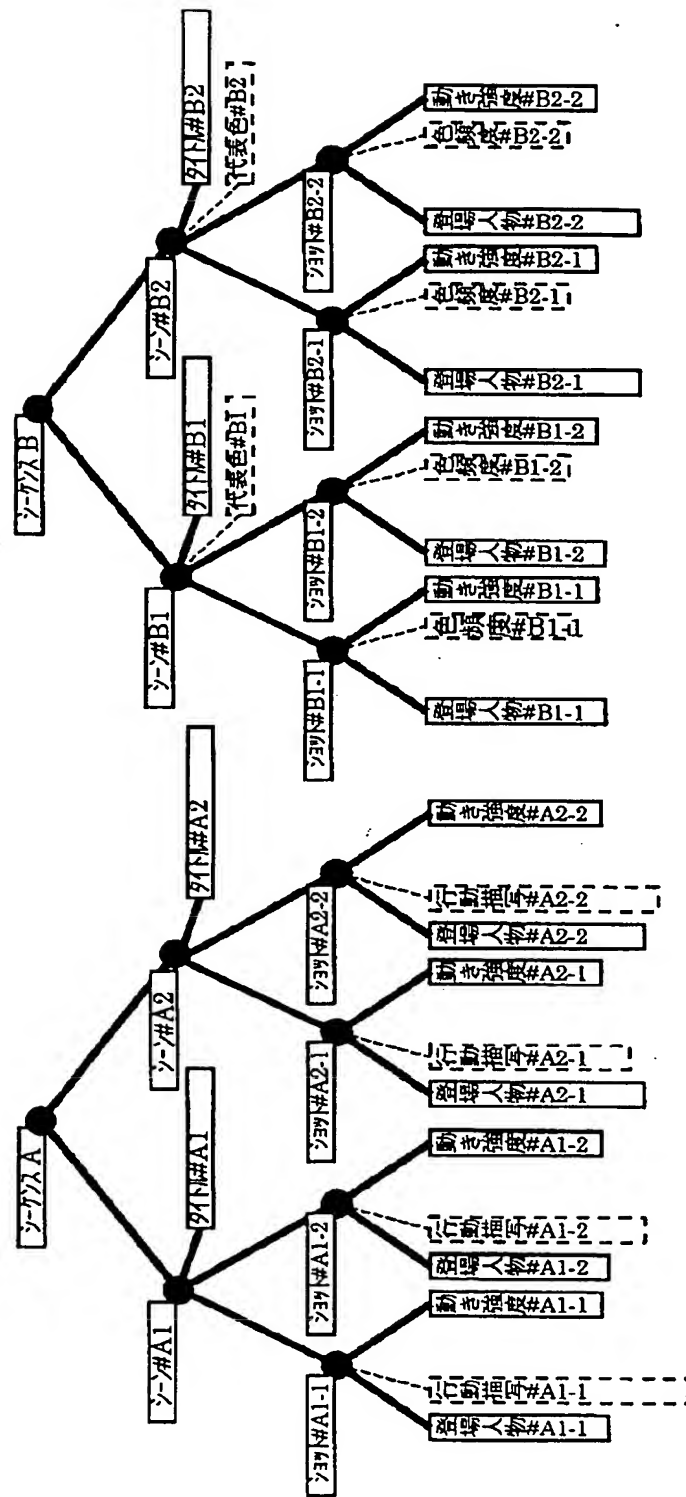 シーケンス A
シーン#A1
タイトル#A1
シーン#A2
タイトル#A2
ショット#A1-1
ショット#A1-2
ショット#A2-1
ショット#A2-2
登場人物#A1-1
行動描写#A1-1
動き強度#A1-1
登場人物#A1-2
行動描写#A1-2
動き強度#A1-2
登場人物#A2-1
行動描写#A2-1
動き強度#A2-1
登場人物#A2-2
行動描写#A2-2
動き強度#A2-2
シーケンス B
シーン#B1
タイトル#B1
代表色#B1
シーン#B2
タイトル#B2
代表色#B2
ショット#B1-1
ショット#B1-2
ショット#B2-1
ショット#B2-2
登場人物#B1-1
色頻度#B1-1
動き強度#B1-1
登場人物#B1-2
色頻度#B1-2
動き強度#B1-2
登場人物#B2-1
色頻度#B2-1
動き強度#B2-1
登場人物#B2-2
色頻度#B2-2
動き強度#B2-2